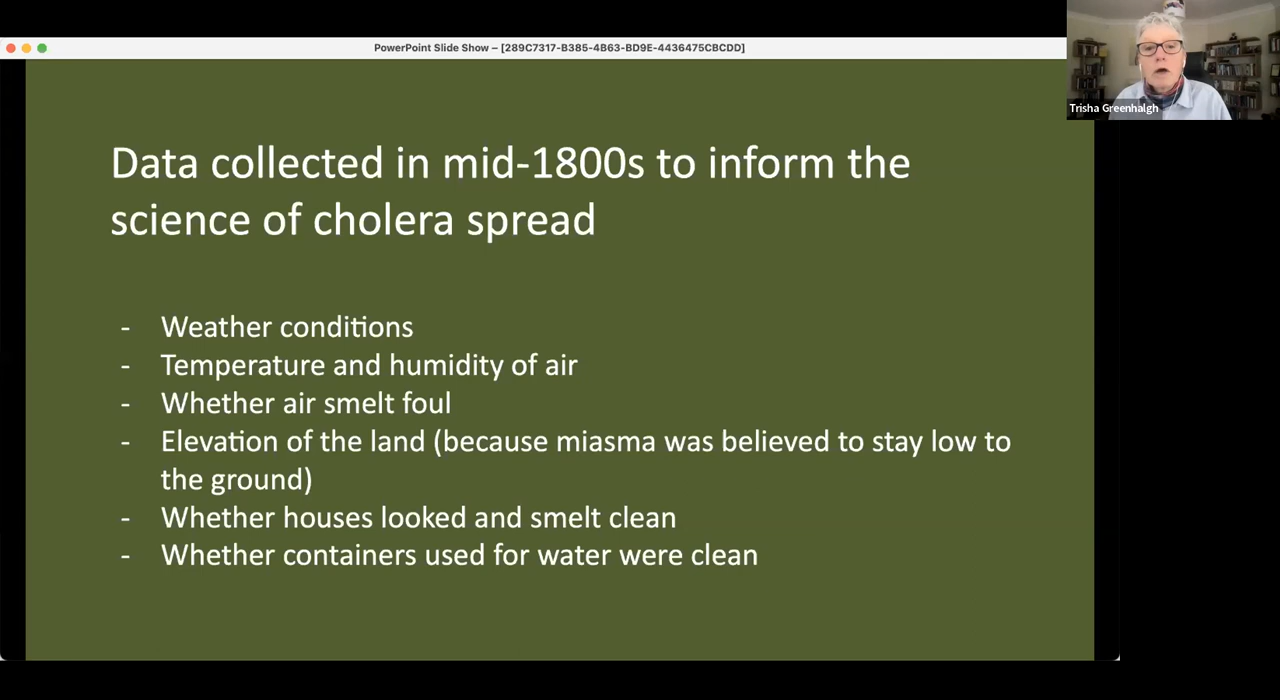 PowerPoint Slide Show – [289C7317-B385-4B63-BD9E-4436475CBCDD]
Trisha Greenhalgh
Data collected in mid-1800s to inform the
science of cholera spread
- Weather conditions
- Temperature and humidity of air
- Whether air smelt foul
- Elevation of the land (because miasma was believed to stay low to
the ground)
- Whether houses looked and smelt clean
- Whether containers used for water were clean